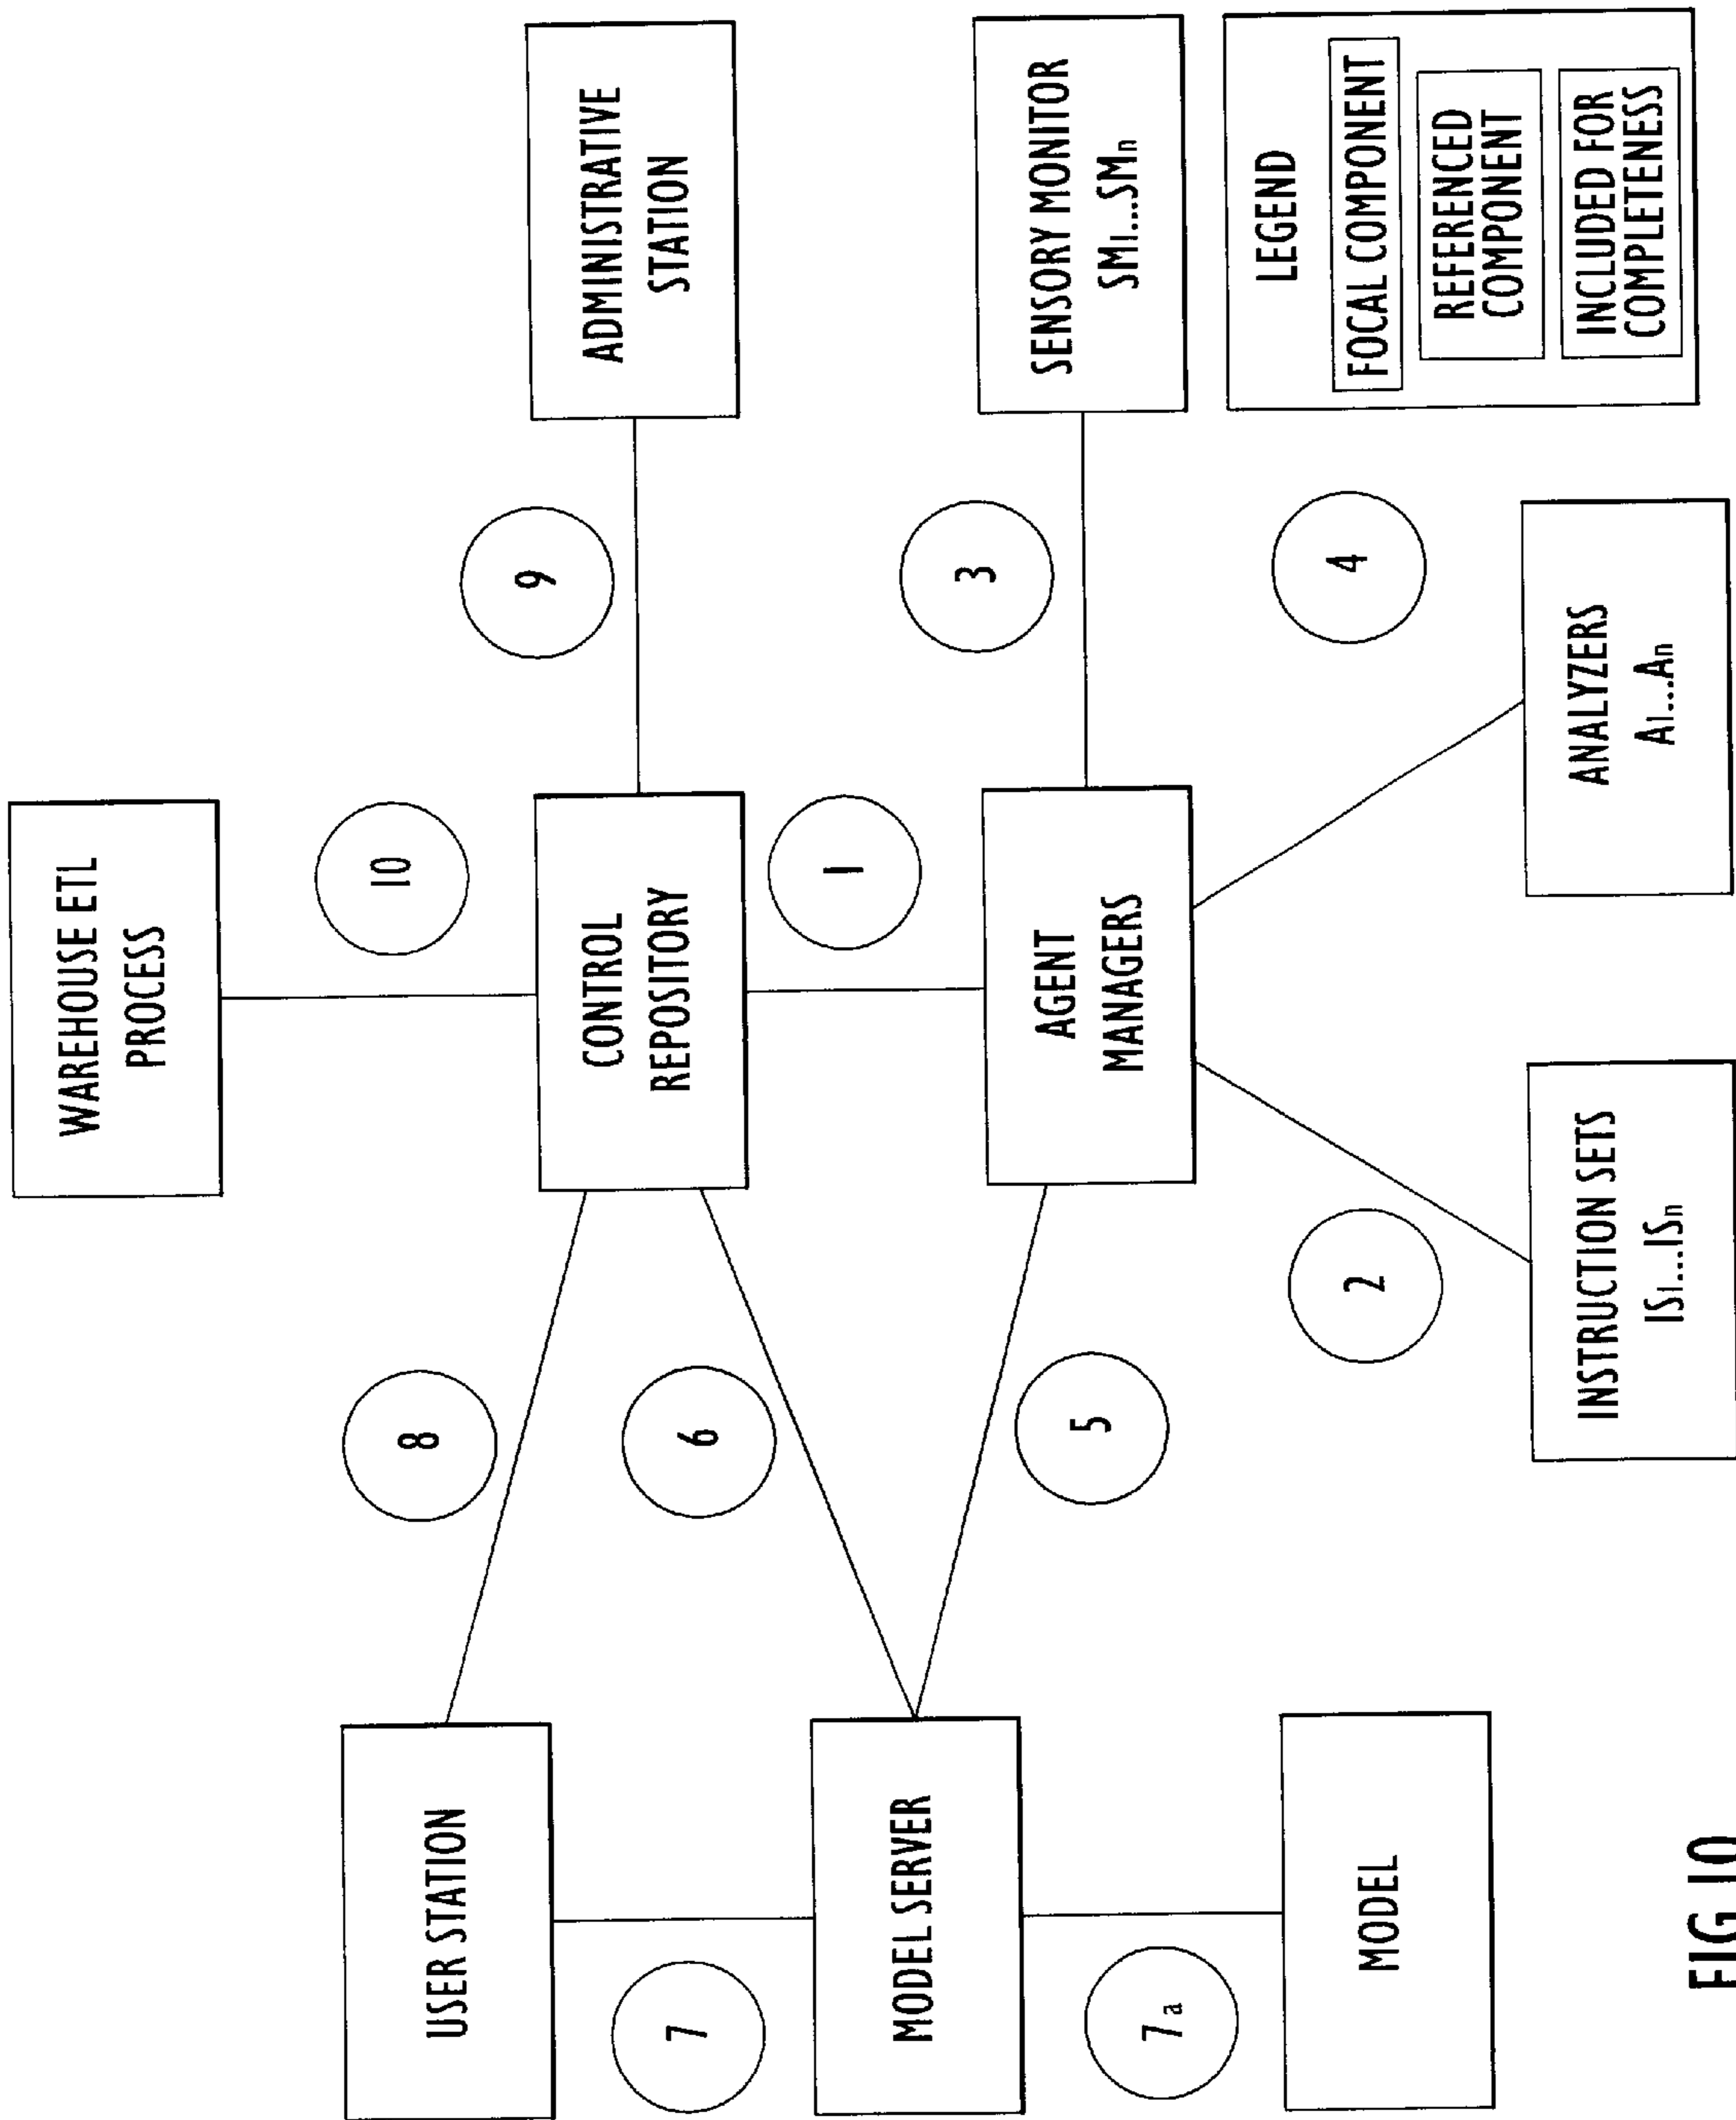 WAREHOUSE ETL
PROCESS
10
USER STATION
8
CONTROL
REPOSITORY
9
ADMINISTRATIVE
STATION
7
6
1
MODEL SERVER
5
AGENT
MANAGERS
3
SENSORY MONITOR
SM1...SMn
7a
2
4
MODEL
INSTRUCTION SETS
IS1...ISn
ANALYZERS
A1...An
LEGEND
FOCAL COMPONENT
REFERENCED
COMPONENT
INCLUDED FOR
COMPLETENESS
FIG.10